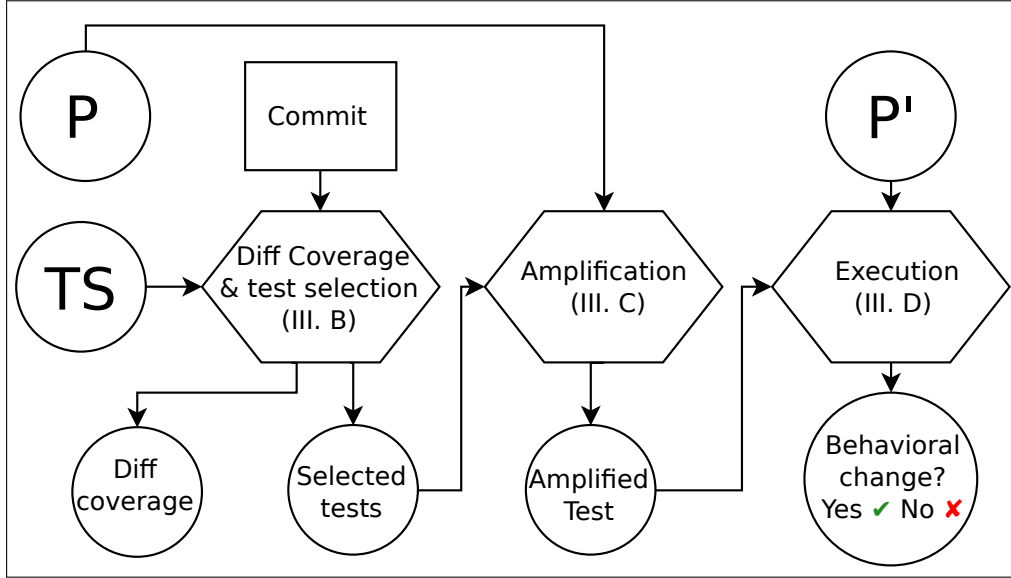 P
Commit
P'
TS
Diff Coverage
& test selection
(III. B)
Amplification
(III. C)
Execution
(III. D)
Diff
coverage
Selected
tests
Amplified
Test
Behavioral
change?
Yes ✔ No ✘